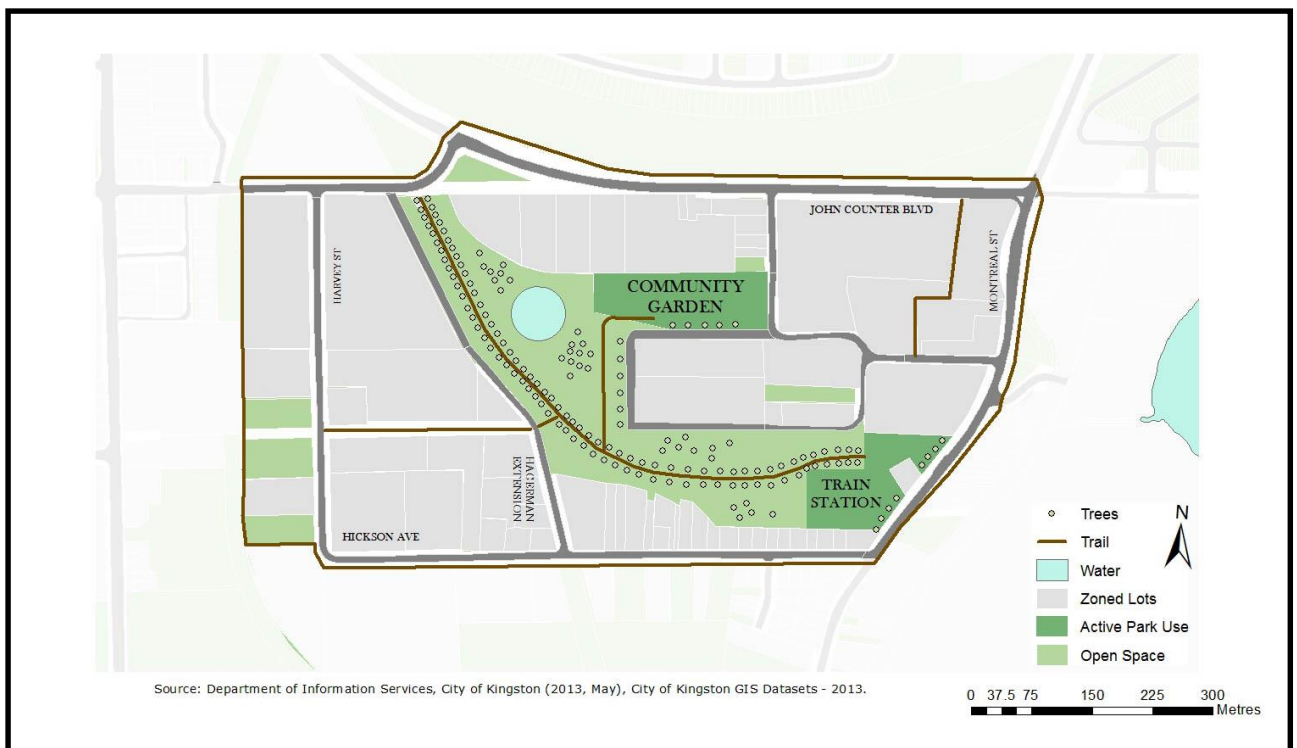 JOHN COUNTER BLVD
HARVEY ST
MONTREAL ST
COMMUNITY
GARDEN
HAGERMAN
EXTENSION
TRAIN
STATION
HICKSON AVE
N
Trees
Trail
Water
Zoned Lots
Active Park Use
Open Space
Source: Department of Information Services, City of Kingston (2013, May), City of Kingston GIS Datasets - 2013.
0 37.5 75 150 225 300
Metres